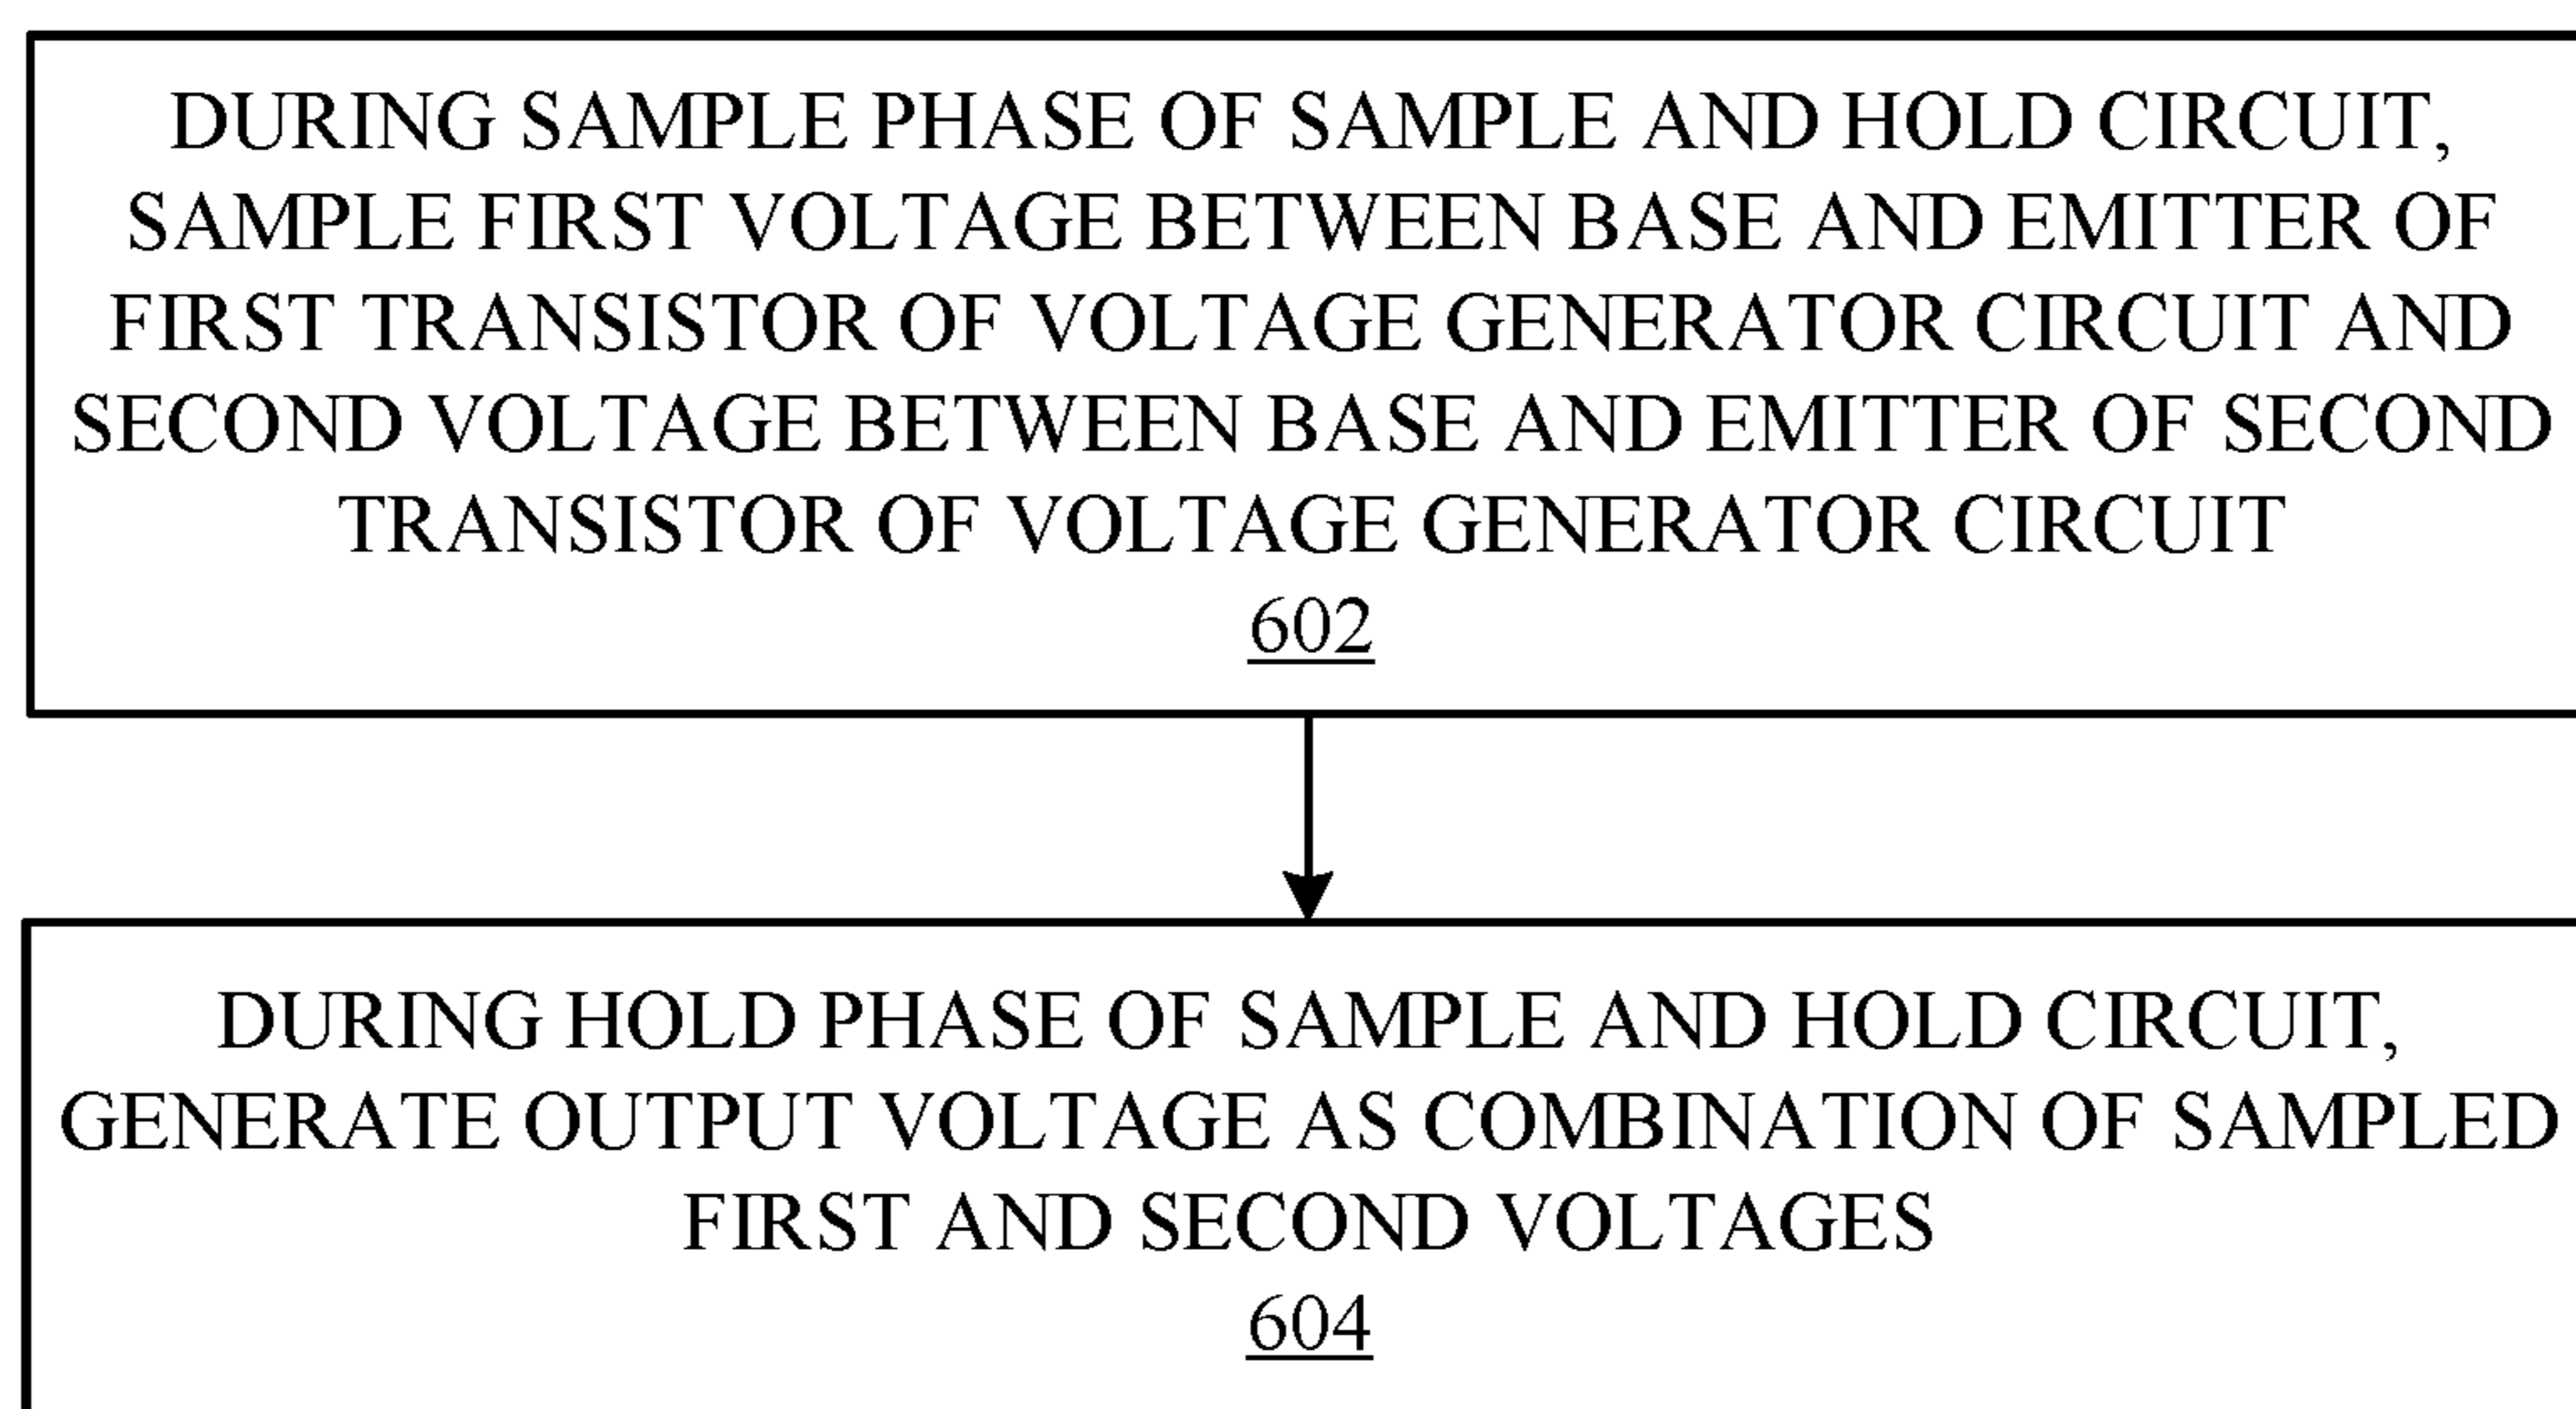 DURING SAMPLE PHASE OF SAMPLE AND HOLD CIRCUIT,
SAMPLE FIRST VOLTAGE BETWEEN BASE AND EMITTER OF
FIRST TRANSISTOR OF VOLTAGE GENERATOR CIRCUIT AND
SECOND VOLTAGE BETWEEN BASE AND EMITTER OF SECOND
TRANSISTOR OF VOLTAGE GENERATOR CIRCUIT
602
DURING HOLD PHASE OF SAMPLE AND HOLD CIRCUIT,
GENERATE OUTPUT VOLTAGE AS COMBINATION OF SAMPLED
FIRST AND SECOND VOLTAGES
604